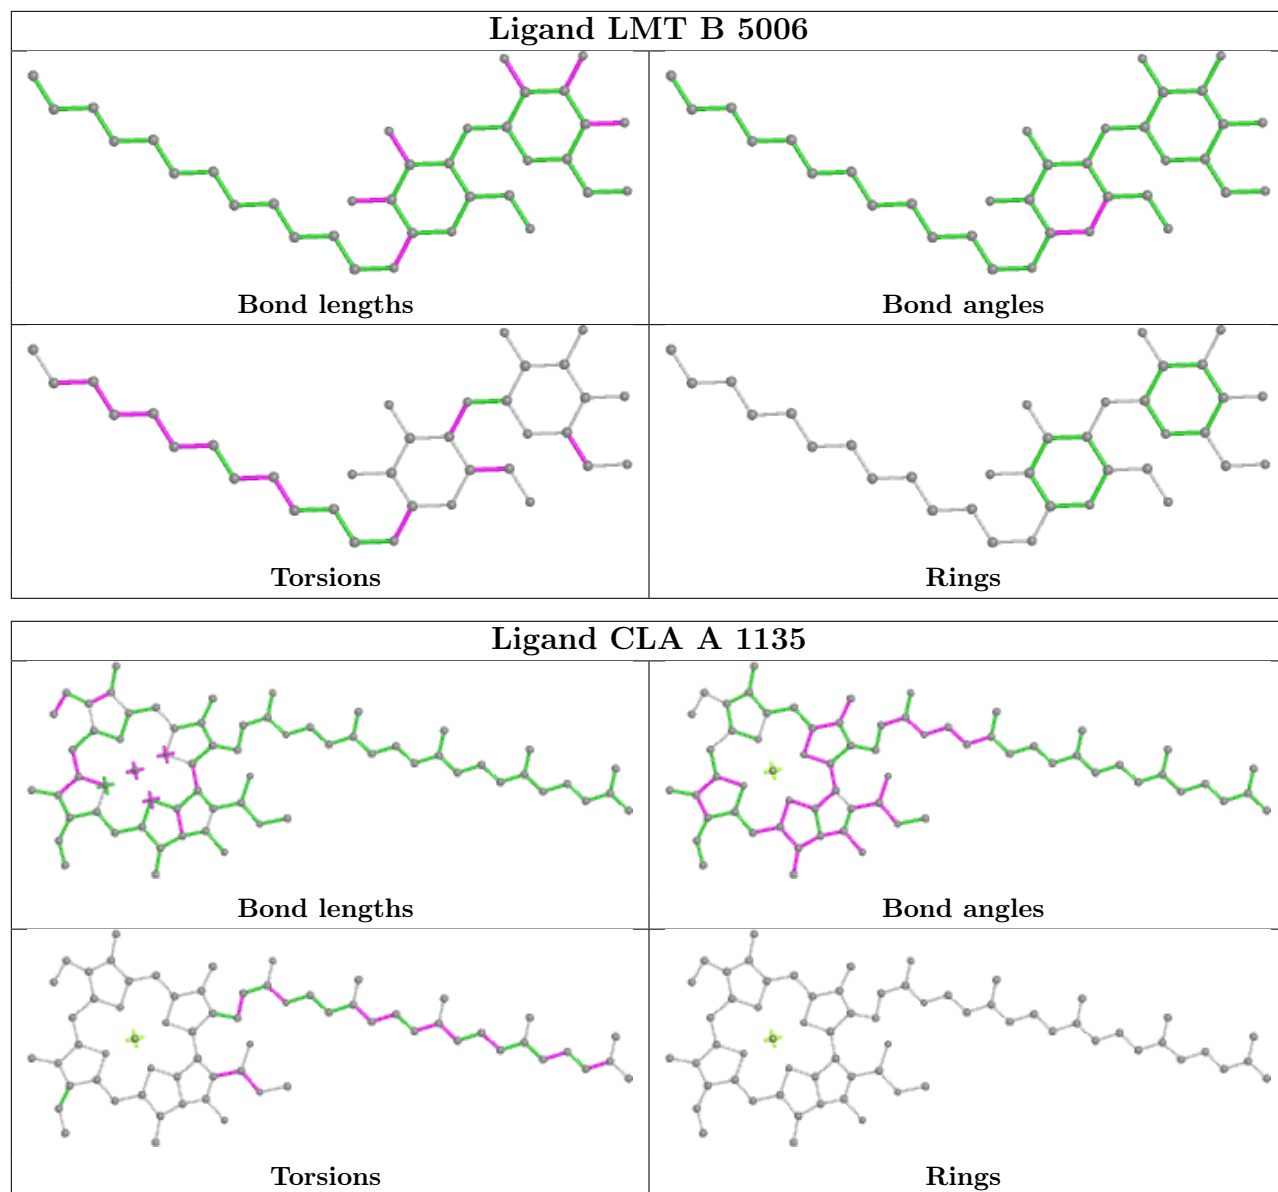 Ligand LMT B 5006
Bond lengths
Bond angles
Torsions
Rings
Ligand CLA A 1135
Bond lengths
Bond angles
Torsions
Rings